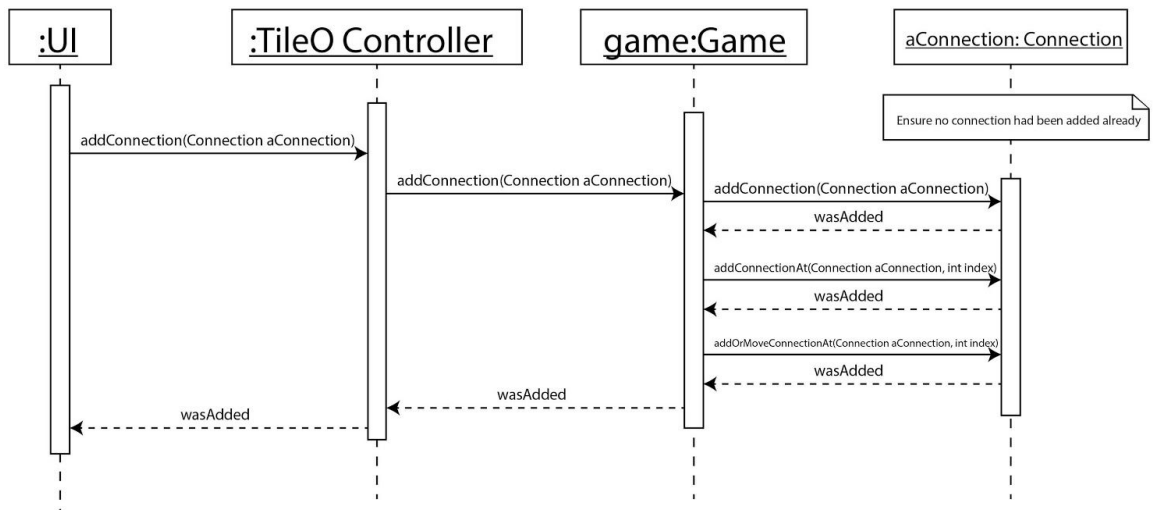 :UI
:TileO Controller
game:Game
aConnection: Connection
Ensure no connection had been added already
addConnection(Connection aConnection)
addConnection(Connection aConnection)
addConnection(Connection aConnection)
wasAdded
addConnectionAt(Connection aConnection, int index)
wasAdded
addOrMoveConnectionAt(Connection aConnection, int index)
wasAdded
wasAdded
wasAdded